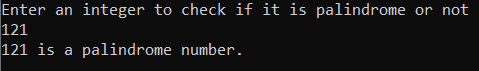 Enter an integer to check if it is palindrome or not
121
121 is a palindrome number.